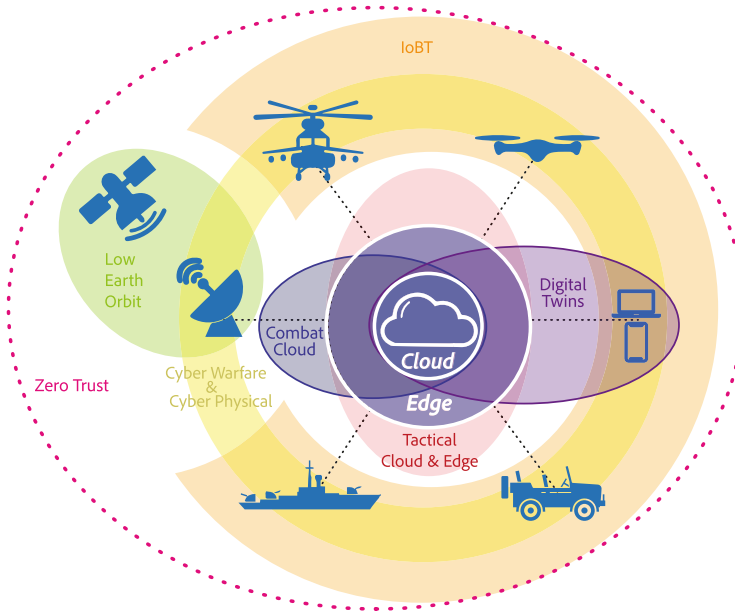 IoBT
Low
Earth
Orbit
Digital
Twins
Combat
Cloud
Cloud
Edge
Cyber Warfare
&
Cyber Physical
Zero Trust
Tactical
Cloud & Edge